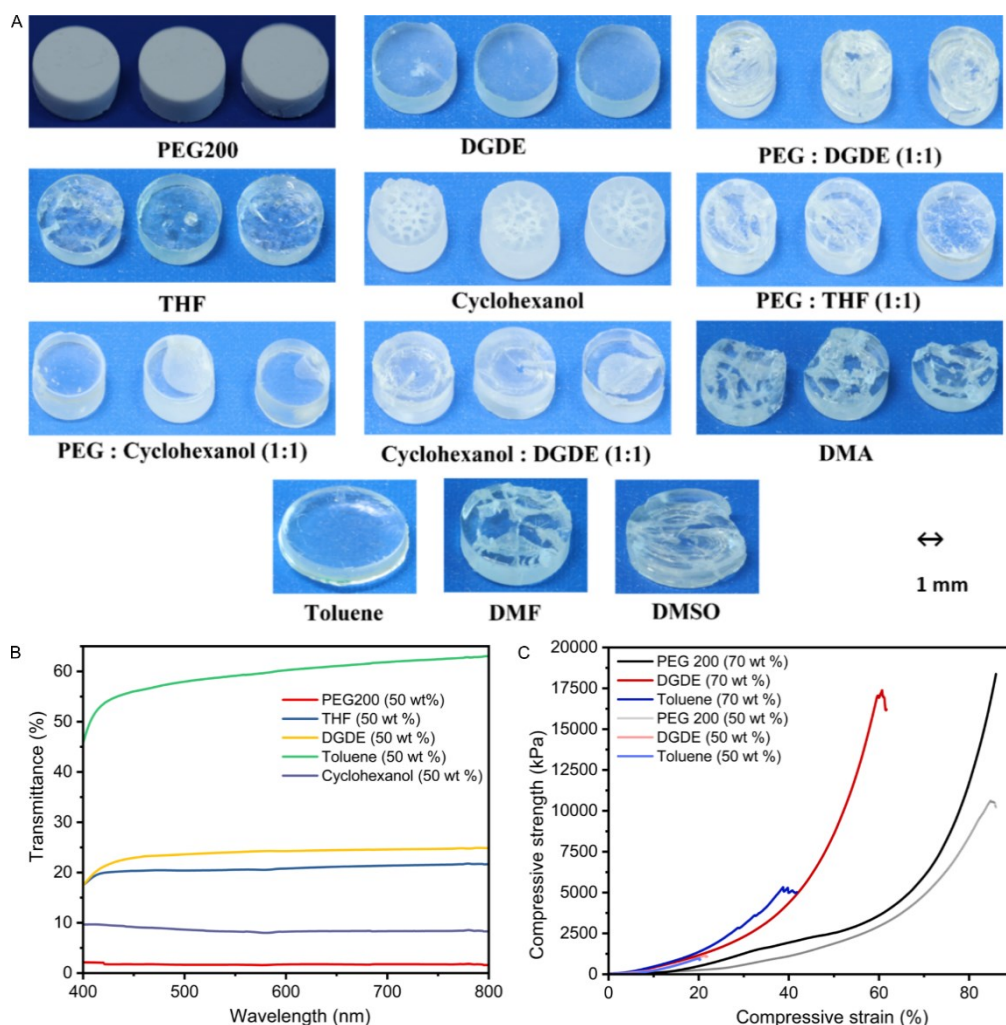 A
PEG200
DGDE
PEG : DGDE (1:1)
THF
Cyclohexanol
PEG : THF (1:1)
PEG : Cyclohexanol (1:1)
Cyclohexanol : DGDE (1:1)
DMA
Toluene
DMF
DMSO
↔
1 mm
B
Transmittance (%)
60
50
40
30
20
10
0
PEG200 (50 wt%)
THF (50 wt %)
DGDE (50 wt %)
Toluene (50 wt %)
Cyclohexanol (50 wt %)
400
500
600
700
800
Wavelength (nm)
C
Compressive strength (kPa)
20000
17500
15000
12500
10000
7500
5000
2500
0
PEG 200 (70 wt %)
DGDE (70 wt %)
Toluene (70 wt %)
PEG 200 (50 wt %)
DGDE (50 wt %)
Toluene (50 wt %)
0
20
40
60
80
Compressive strain (%)